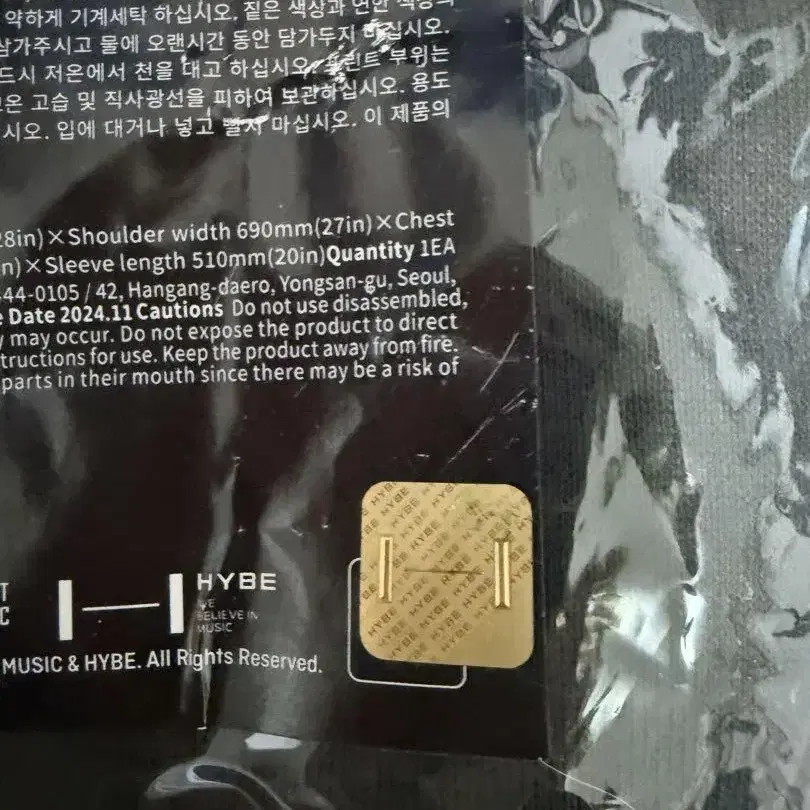 약하게 기계세탁 하십시오. 짙은 색상과 연한 색상의
삼가주시고 물에 오랜시간 동안 담가두지 마십시오.
드시 저온에서 천을 대고 하십시오. 프린트 부위는
고온 고습 및 직사광선을 피하여 보관하십시오. 용도
시오. 입에 대거나 넣고 빨지 마십시오. 이 제품의
28in)×Shoulder width 690mm(27in)×Chest
n)×Sleeve length 510mm(20in)Quantity 1EA
44-0105 / 42, Hangang-daero, Yongsan-gu, Seoul,
e Date 2024.11 Cautions Do not use disassembled,
y may occur. Do not expose the product to direct
tructions for use. Keep the product away from fire.
parts in their mouth since there may be a risk of
T
C
HYBE
WE
BELIEVE IN
MUSIC
MUSIC & HYBE. All Rights Reserved.
HYBE HYBE HYBE